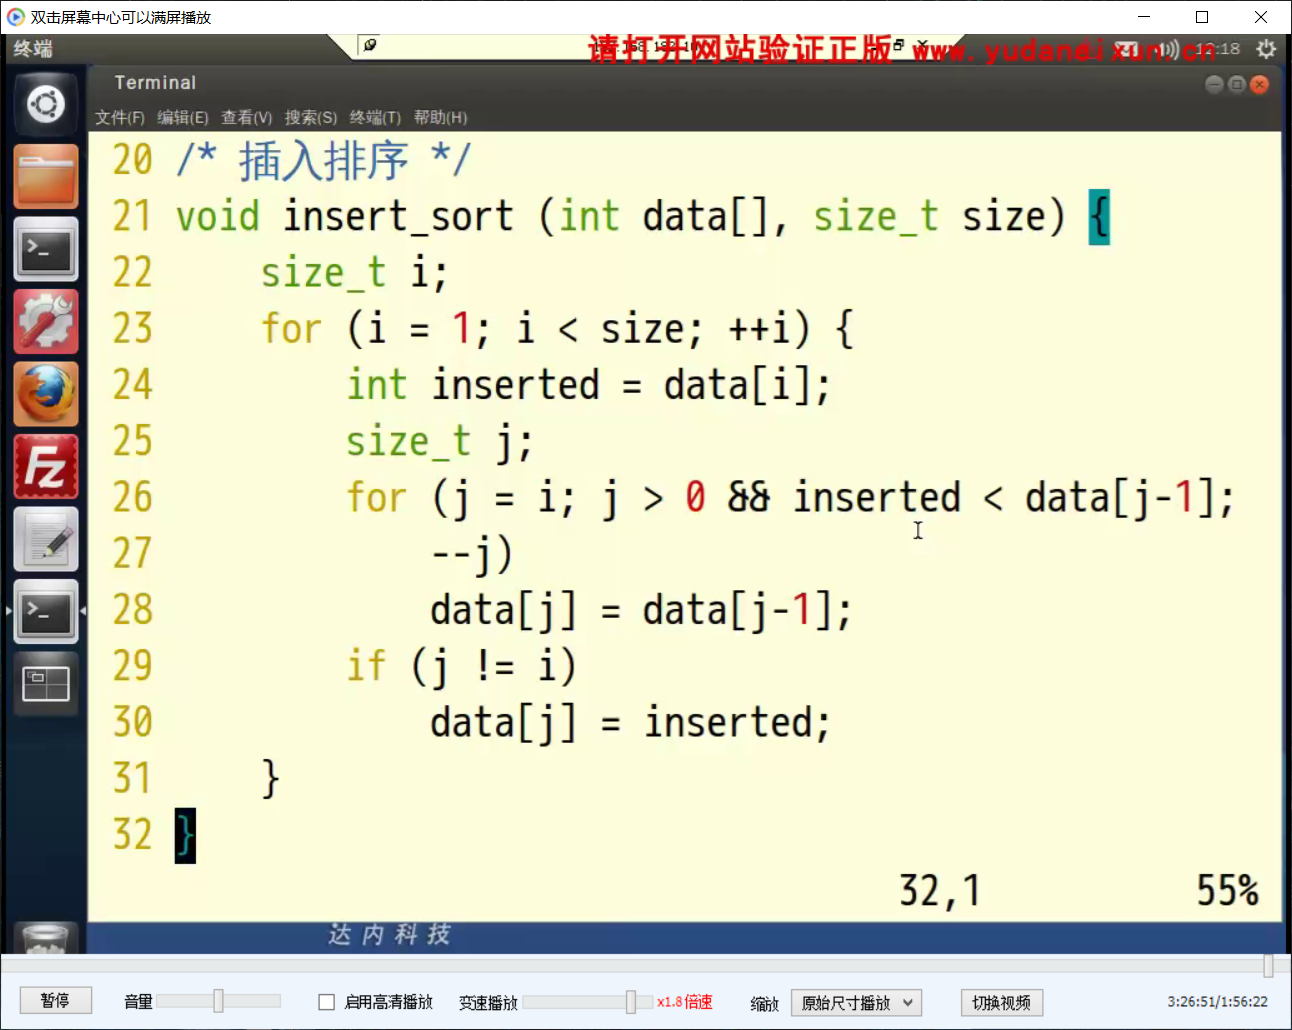 双击屏幕中心可以满屏播放
终端
请打开网站验证正版 www.yudaneixun.cn
12:18
Terminal
文件(F) 编辑(E) 查看(V) 搜索(S) 终端(T) 帮助(H)
20 /* 插入排序 */
21 void insert_sort (int data[], size_t size) {
22 size_t i;
23 for (i = 1; i < size; ++i) {
24 int inserted = data[i];
25 size_t j;
26 for (j = i; j > 0 && inserted < data[j-1];
27 --j)
28 data[j] = data[j-1];
29 if (j != i)
30 data[j] = inserted;
31 }
32 }
32,1 55%
达内科技
暂停 音量 启用高清播放 变速播放 x1.8倍速 缩放 原始尺寸播放 切换视频 3:26:51/1:56:22